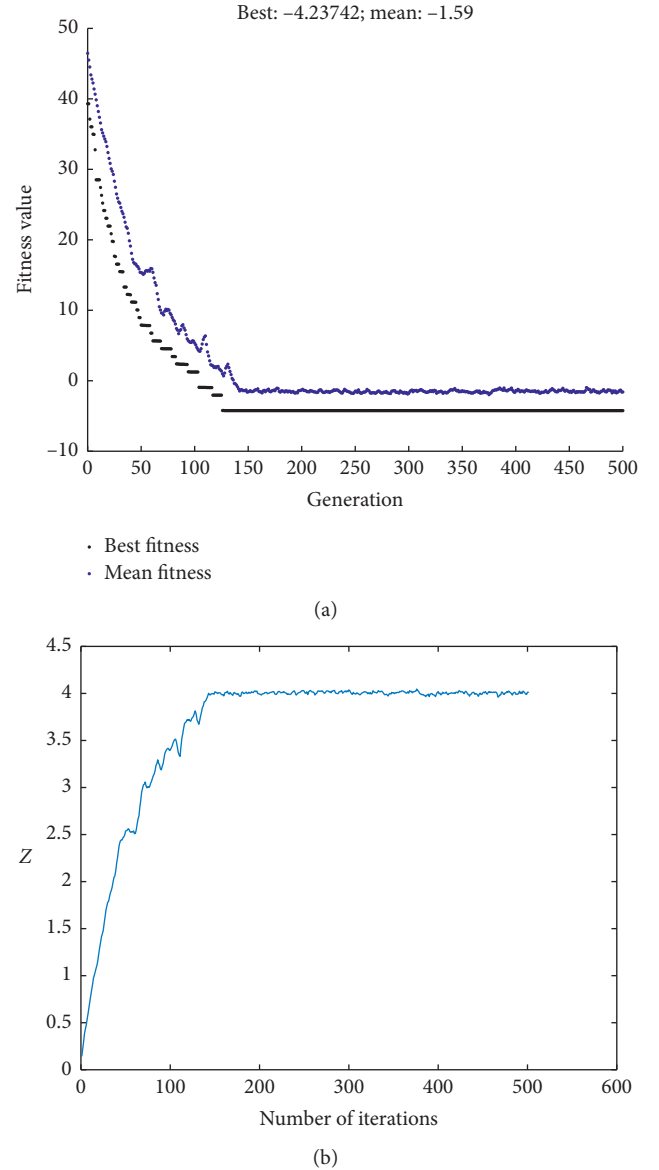 Best: –4.23742; mean: –1.59
50
40
30
20
10
0
–10
Fitness value
0 50 100 150 200 250 300 350 400 450 500
Generation
Best fitness
Mean fitness
(a)
4.5
4
3.5
3
2.5
2
1.5
1
0.5
0
Z
0 100 200 300 400 500 600
Number of iterations
(b)